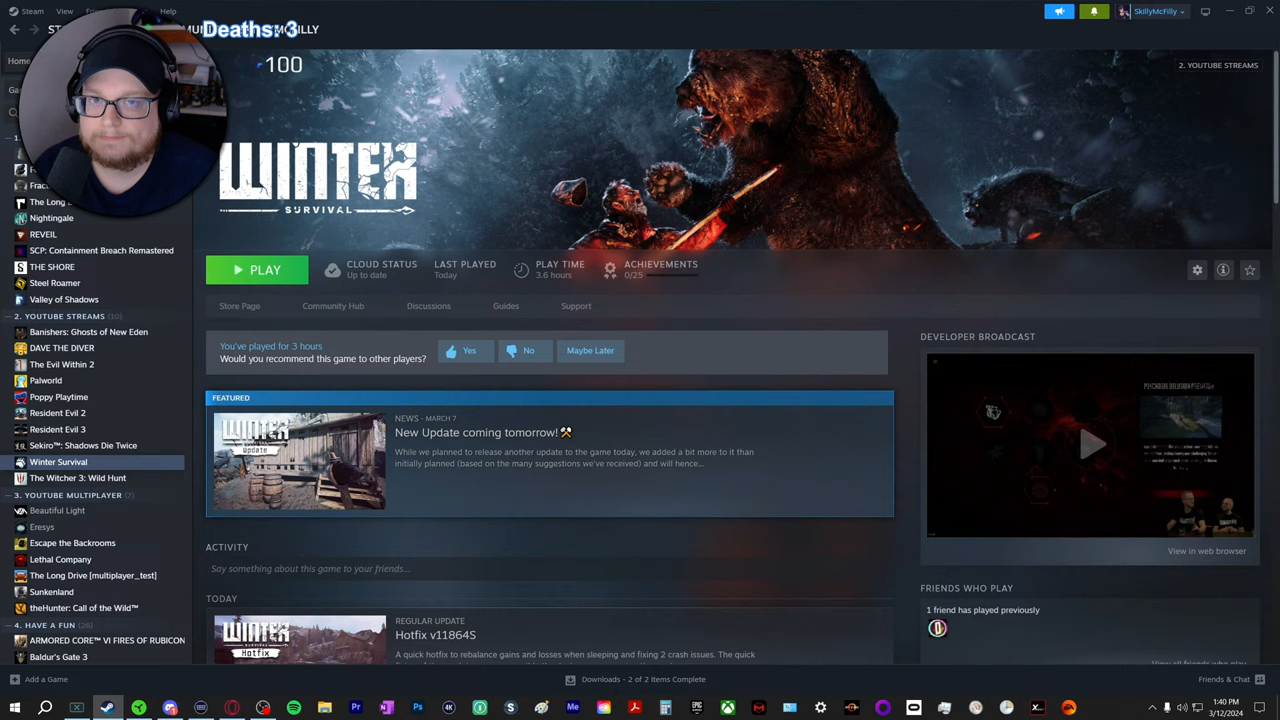 Steam View Help
SkillyMcFilly
Deaths: 3
Home
100
2. YOUTUBE STREAMS
WINTER
SURVIVAL
Nightingale
REVEIL
SCP: Containment Breach Remastered
THE SHORE
Steel Roamer
Valley of Shadows
2. YOUTUBE STREAMS (10)
Banishers: Ghosts of New Eden
DAVE THE DIVER
The Evil Within 2
Palworld
Poppy Playtime
Resident Evil 2
Resident Evil 3
Sekiro™: Shadows Die Twice
Winter Survival
The Witcher 3: Wild Hunt
3. YOUTUBE MULTIPLAYER (7)
Beautiful Light
Eresys
Escape the Backrooms
Lethal Company
The Long Drive [multiplayer_test]
Sunkenland
theHunter: Call of the Wild™
4. HAVE A FUN (26)
ARMORED CORE™ VI FIRES OF RUBICON
Baldur's Gate 3
PLAY
CLOUD STATUS
Up to date
LAST PLAYED
Today
PLAY TIME
3.6 hours
ACHIEVEMENTS
0/25
Store Page Community Hub Discussions Guides Support
You've played for 3 hours
Would you recommend this game to other players?
Yes No Maybe Later
FEATURED
WINTER
SURVIVAL
Update
NEWS - MARCH 7
New Update coming tomorrow!
While we planned to release another update to the game today, we added a bit more to it than
initially planned (based on the many suggestions we've received) and will hence...
ACTIVITY
Say something about this game to your friends...
TODAY
WINTER
SURVIVAL
Hotfix
REGULAR UPDATE
Hotfix v11864S
A quick hotfix to rebalance gains and losses when sleeping and fixing 2 crash issues. The quick
DEVELOPER BROADCAST
View in web browser
FRIENDS WHO PLAY
1 friend has played previously
Add a Game
Downloads - 2 of 2 Items Complete
Friends & Chat
1:40 PM
3/12/2024